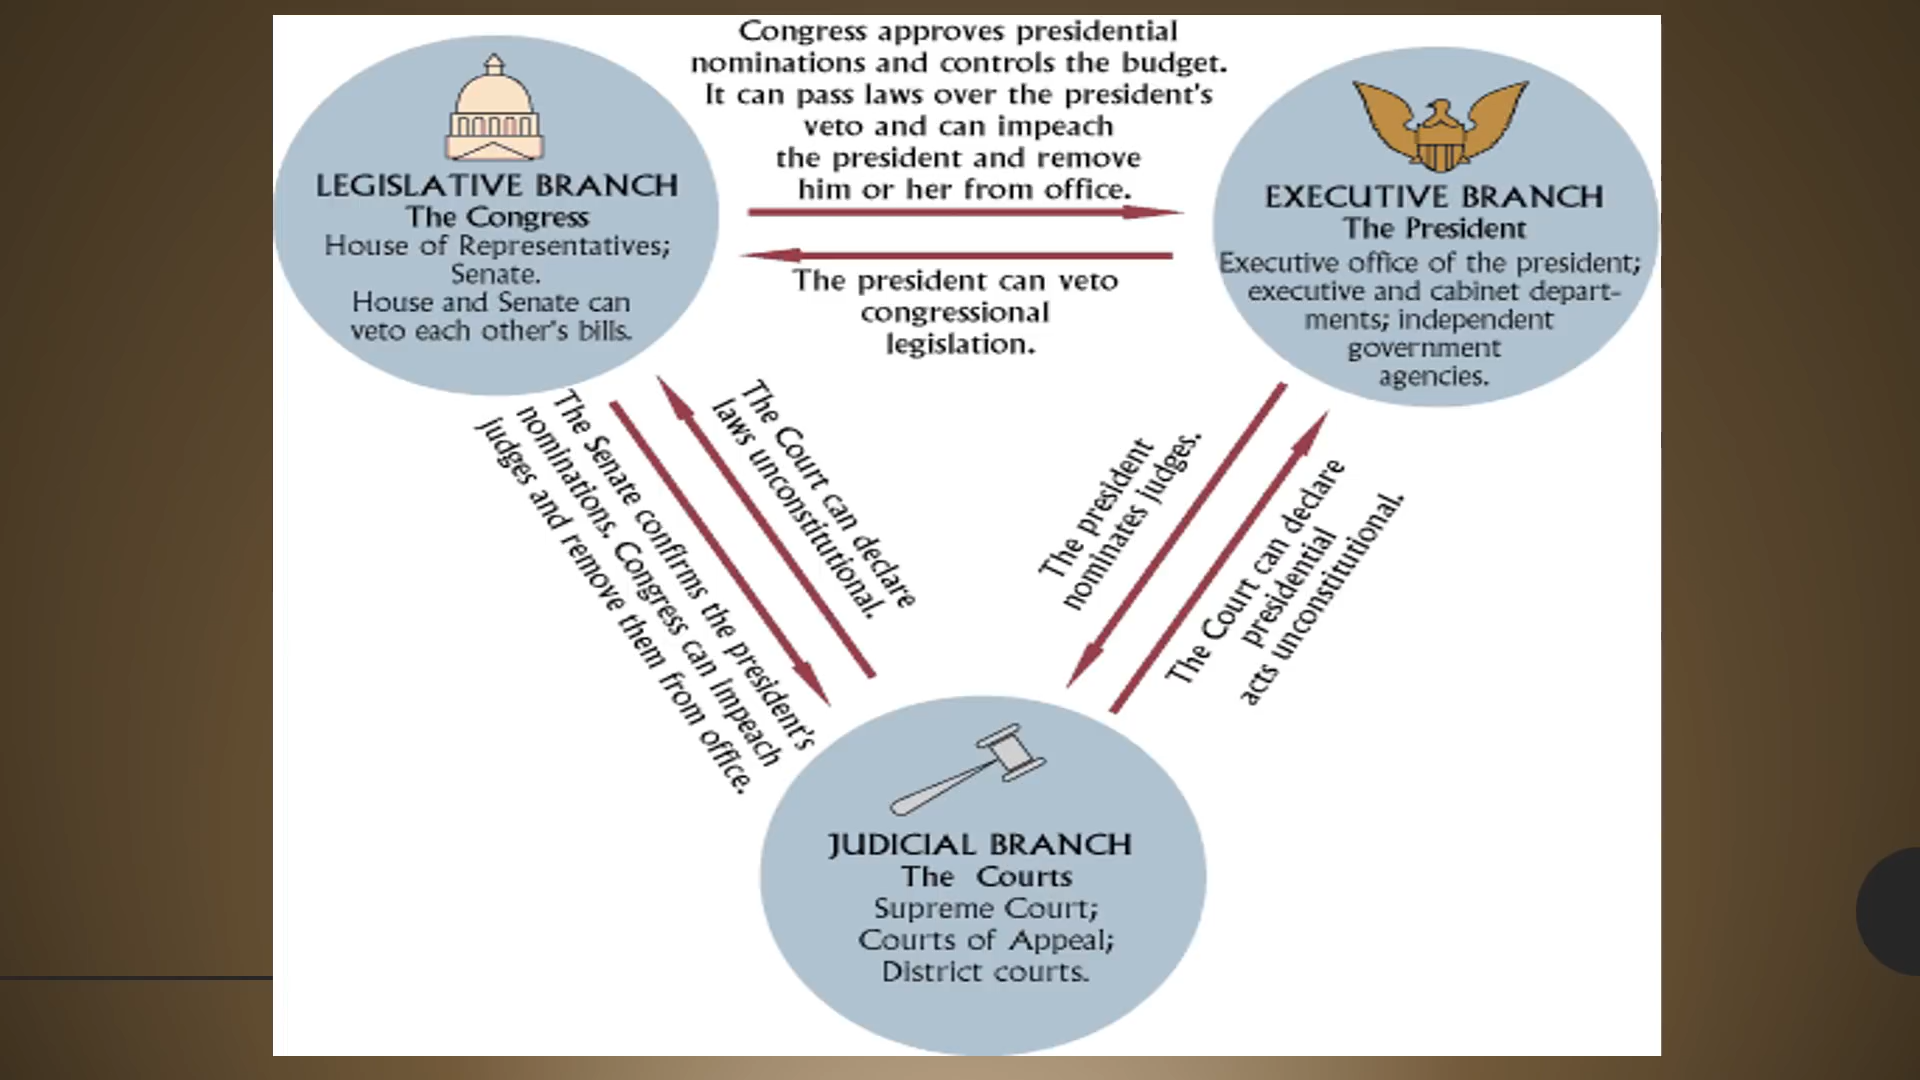 Congress approves presidential
nominations and controls the budget.
It can pass laws over the president's
veto and can impeach
the president and remove
him or her from office.
LEGISLATIVE BRANCH
The Congress
House of Representatives;
Senate.
House and Senate can
veto each other's bills.
EXECUTIVE BRANCH
The President
Executive office of the president;
executive and cabinet depart-
ments; independent
government
agencies.
The president can veto
congressional
legislation.
The Senate confirms the president's
nominations. Congress can impeach
judges and remove them from office.
The Court can declare
laws unconstitutional.
The president
nominates judges.
The Court can declare
presidential
acts unconstitutional.
JUDICIAL BRANCH
The Courts
Supreme Court;
Courts of Appeal;
District courts.